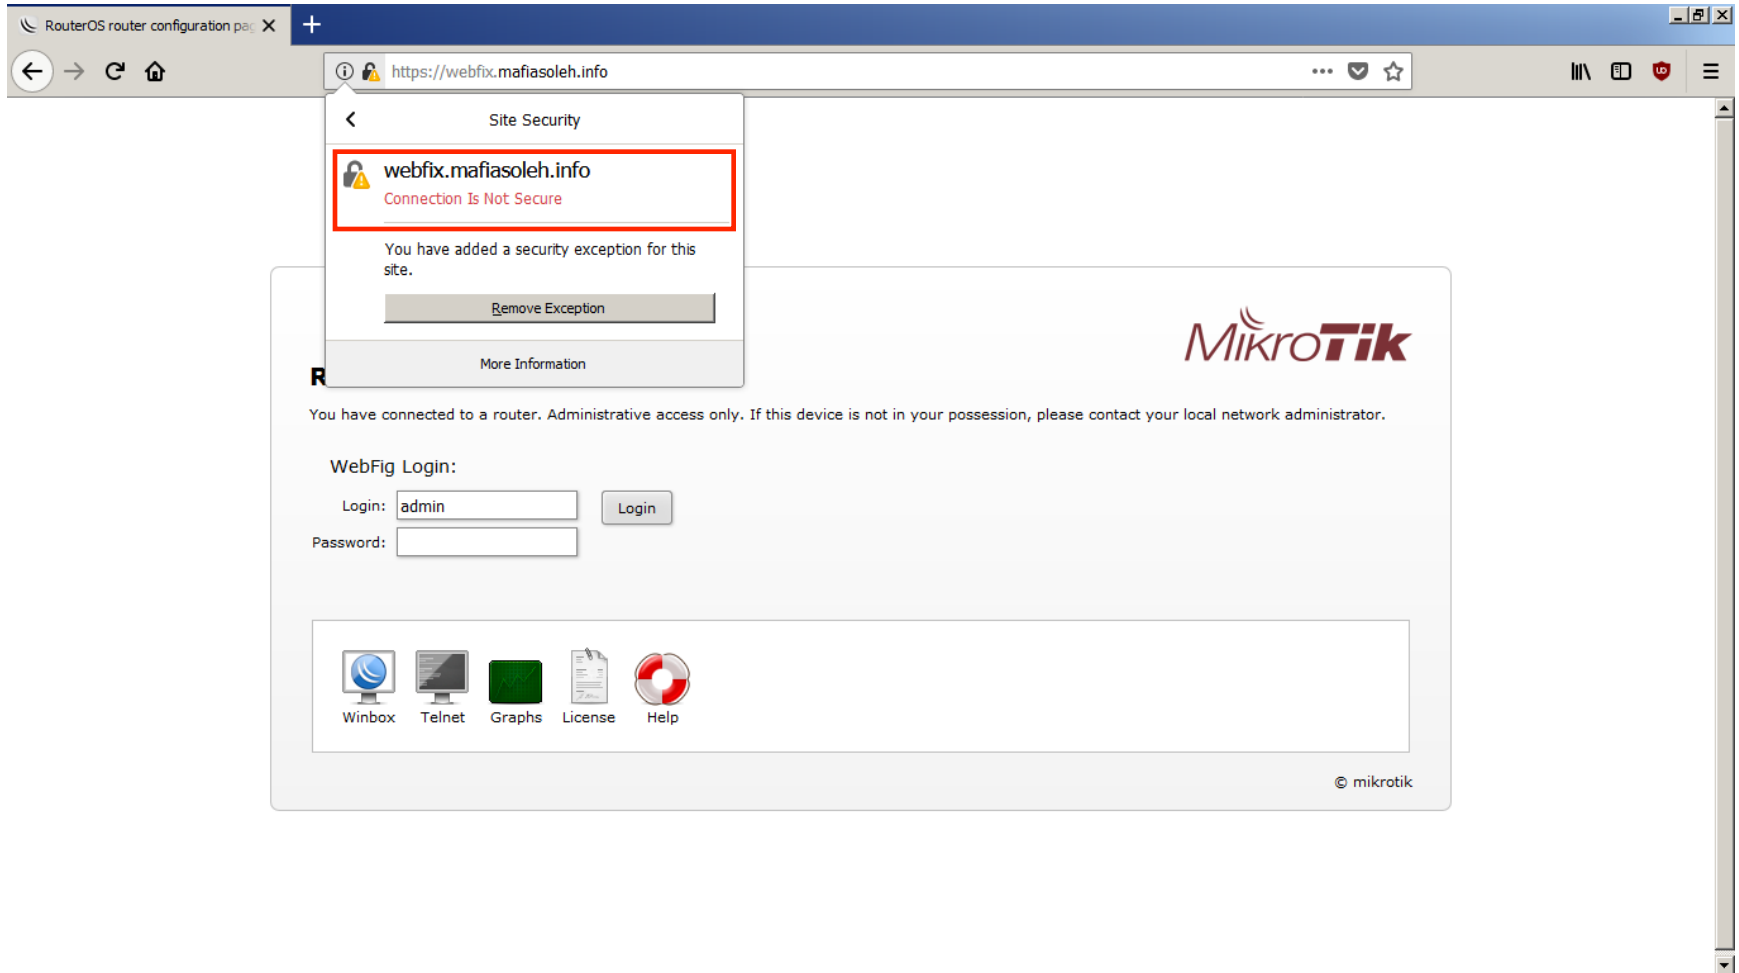 RouterOS router configuration pag
https://webfix.mafiasoleh.info
Site Security
webfix.mafiasoleh.info
Connection Is Not Secure
You have added a security exception for this
site.
Remove Exception
More Information
MikroTik
R
You have connected to a router. Administrative access only. If this device is not in your possession, please contact your local network administrator.
WebFig Login:
Login: admin
Login
Password:
Winbox Telnet Graphs License Help
© mikrotik